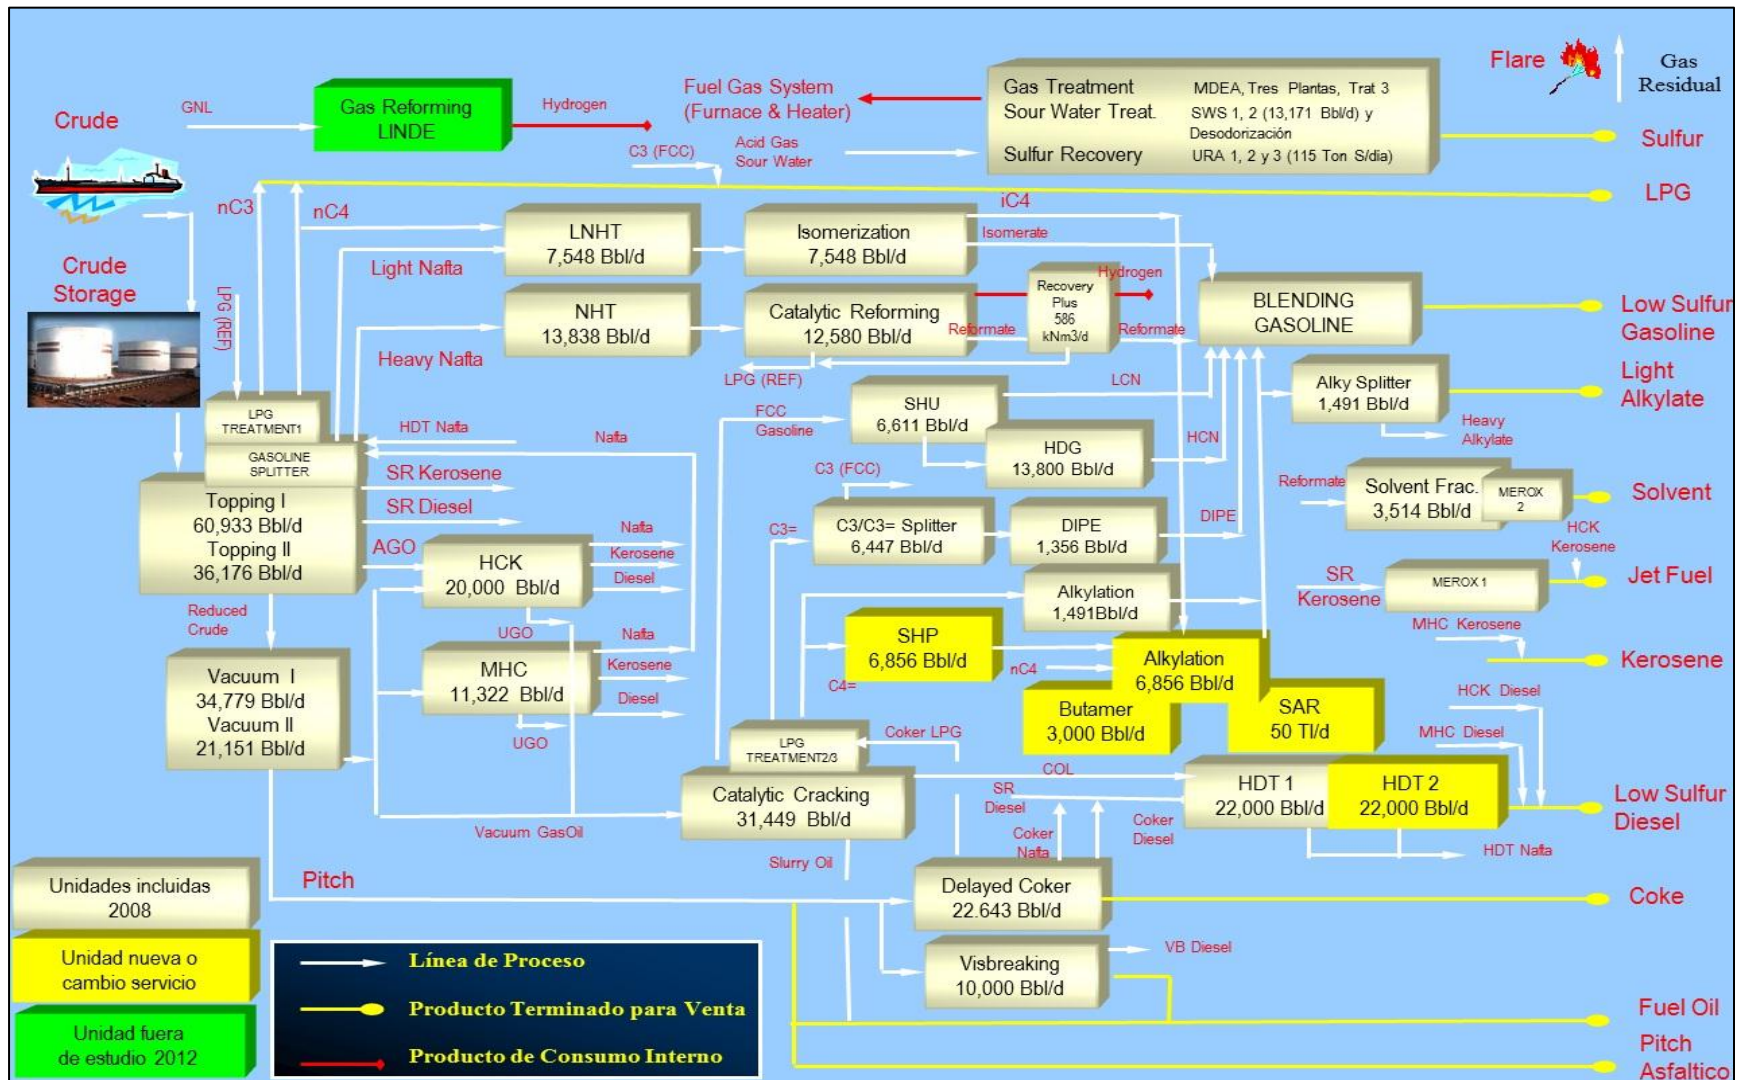 Flare
Gas
Residual
Crude
GNL
Gas Reforming
LINDE
Hydrogen
Fuel Gas System
(Furnace & Heater)
Gas Treatment
MDEA, Tres Plantas, Trat 3
Sour Water Treat.
SWS 1, 2 (13,171 Bbl/d) y
Desodorización
Sulfur Recovery
URA 1, 2 y 3 (115 Ton S/dia)
Sulfur
C3 (FCC)
Acid Gas
Sour Water
LPG
nC3
nC4
iC4
LNHT
7,548 Bbl/d
Isomerization
7,548 Bbl/d
Isomerate
Light Nafta
Crude
Storage
LPG (REF)
NHT
13,838 Bbl/d
Catalytic Reforming
12,580 Bbl/d
Reformate
Recovery
Plus
586
kNm3/d
Hydrogen
Reformate
BLENDING
GASOLINE
Low Sulfur
Gasoline
Heavy Nafta
LPG (REF)
LCN
Alky Splitter
1,491 Bbl/d
Light
Alkylate
Heavy
Alkylate
LPG
TREATMENT1
GASOLINE
SPLITTER
HDT Nafta
Nafta
FCC
Gasoline
SHU
6,611 Bbl/d
HDG
13,800 Bbl/d
HCN
SR Kerosene
SR Diesel
AGO
Topping I
60,933 Bbl/d
Topping II
36,176 Bbl/d
C3 (FCC)
C3=
C3/C3= Splitter
6,447 Bbl/d
DIPE
1,356 Bbl/d
DIPE
Reformate
Solvent Frac.
3,514 Bbl/d
MEROX
2
Solvent
HCK
Kerosene
HCK
20,000 Bbl/d
Nafta
Kerosene
Diesel
UGO
Alkylation
1,491Bbl/d
SR
Kerosene
MEROX 1
Jet Fuel
Reduced
Crude
MHC Kerosene
Kerosene
Vacuum I
34,779 Bbl/d
Vacuum II
21,151 Bbl/d
MHC
11,322 Bbl/d
Nafta
Kerosene
Diesel
UGO
SHP
6,856 Bbl/d
C4=
nC4
Alkylation
6,856 Bbl/d
Butamer
3,000 Bbl/d
SAR
50 Tl/d
HCK Diesel
MHC Diesel
LPG
TREATMENT2/3
Coker LPG
COL
Catalytic Cracking
31,449 Bbl/d
SR
Diesel
HDT 1
22,000 Bbl/d
HDT 2
22,000 Bbl/d
Low Sulfur
Diesel
Vacuum GasOil
Coker
Nafta
Coker
Diesel
HDT Nafta
Slurry Oil
Pitch
Delayed Coker
22.643 Bbl/d
Coke
Visbreaking
10,000 Bbl/d
VB Diesel
Fuel Oil
Pitch
Asfaltico
Unidades incluidas
2008
Unidad nueva o
cambio servicio
Unidad fuera
de estudio 2012
Línea de Proceso
Producto Terminado para Venta
Producto de Consumo Interno